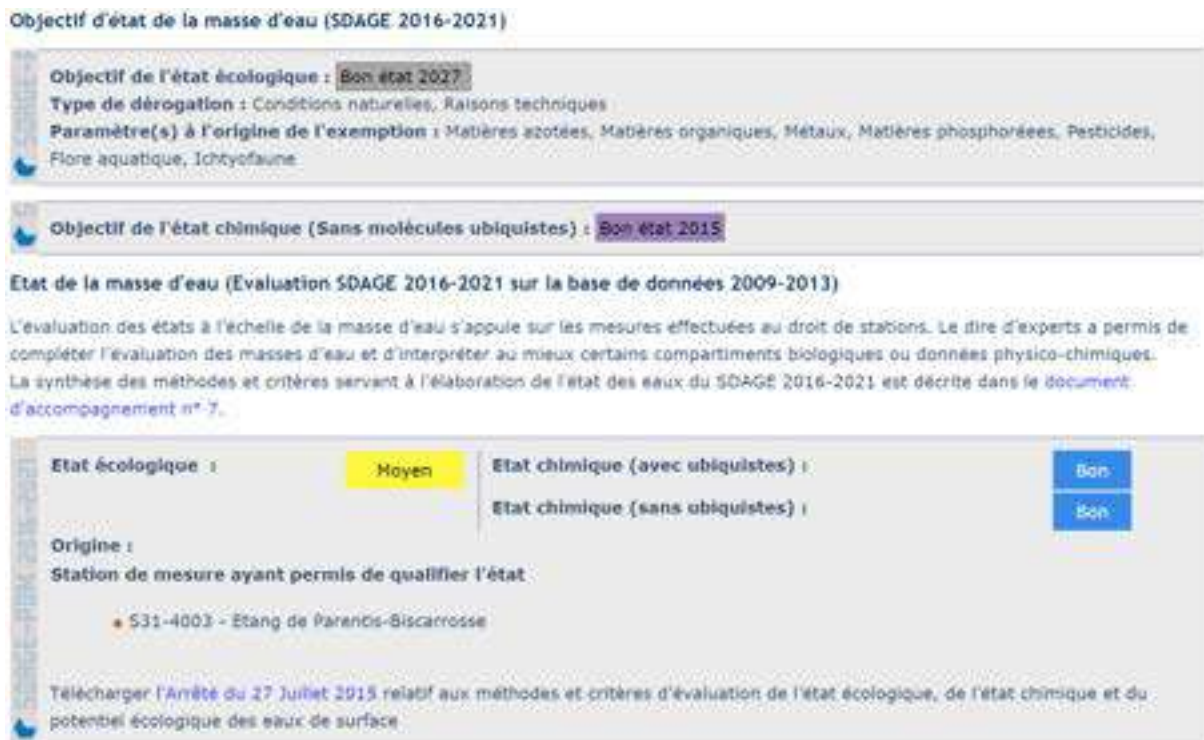 Objectif d'état de la masse d'eau (SDAGE 2016-2021)
Objectif de l'état écologique : Bon état 2027
Type de dérogation : Conditions naturelles, Raisons techniques
Paramètre(s) à l'origine de l'exemption : Matières azotées, Matières organiques, Métaux, Matières phosphorées, Pesticides,
Flore aquatique, Ichtyofaune
Objectif de l'état chimique (Sans molécules ubiquistes) : Bon état 2015
Etat de la masse d'eau (Evaluation SDAGE 2016-2021 sur la base de données 2009-2013)
L'évaluation des états à l'échelle de la masse d'eau s'appuie sur les mesures effectuées au droit de stations. Le dire d'experts a permis de
compléter l'évaluation des masses d'eau et d'interpréter au mieux certains compartiments biologiques ou données physico-chimiques.
La synthèse des méthodes et critères servant à l'élaboration de l'état des eaux du SDAGE 2016-2021 est décrite dans le document
d'accompagnement n° 7.
Etat écologique : Moyen
Etat chimique (avec ubiquistes) : Bon
Etat chimique (sans ubiquistes) : Bon
Origine :
Station de mesure ayant permis de qualifier l'état
S31-4003 - Etang de Parentis-Biscarrosse
Télécharger l'Arrêté du 27 Juillet 2015 relatif aux méthodes et critères d'évaluation de l'état écologique, de l'état chimique et du
potentiel écologique des eaux de surface
SDAGE-PDM 2016-2021